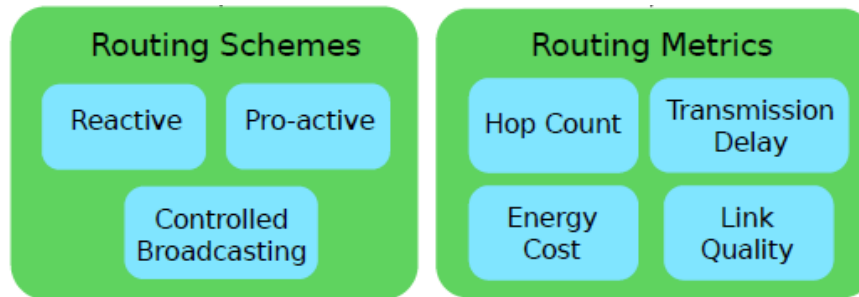 Routing Schemes
Reactive
Pro-active
Controlled
Broadcasting
Routing Metrics
Hop Count
Transmission
Delay
Energy
Cost
Link
Quality